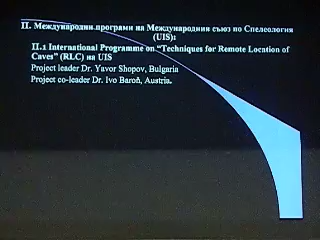 II. Международни програми на Международния съюз по Спелеология
(UIS):
II.1 International Programme on "Techniques for Remote Location of
Caves" (RLC) на UIS
Project leader Dr. Yavor Shopov, Bulgaria
Project co-leader Dr. Ivo Baroň, Austria.